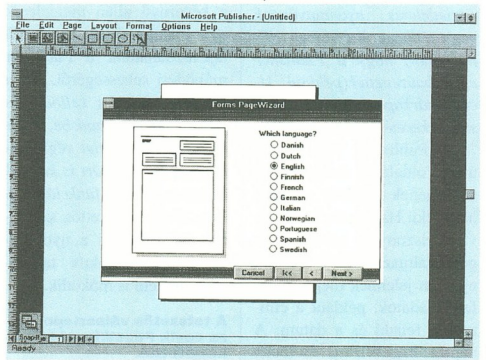 Microsoft Publisher - [Untitled]
File Edit Page Layout Format Options Help
Forms PageWizard
Which language?
Danish
Dutch
English
Finnish
French
German
Italian
Norwegian
Portuguese
Spanish
Swedish
Cancel |<< < Next >
1
Ready